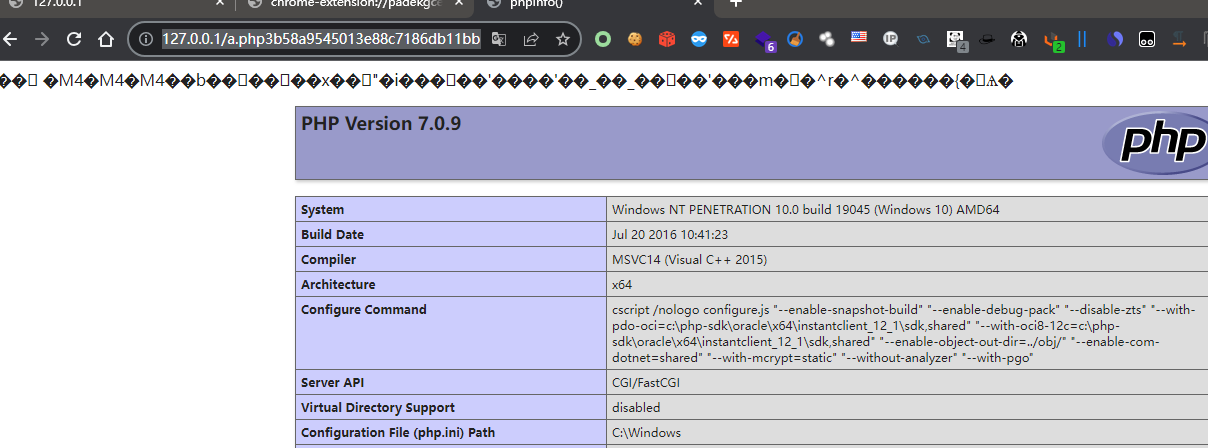 127.0.0.1
chrome-extension://padekgce
phpinfo()
127.0.0.1/a.php3b58a9545013e88c7186db11bb
6
IP
4
2
PHP Version 7.0.9
php
System Windows NT PENETRATION 10.0 build 19045 (Windows 10) AMD64
Build Date Jul 20 2016 10:41:23
Compiler MSVC14 (Visual C++ 2015)
Architecture x64
Configure Command cscript /nologo configure.js "--enable-snapshot-build" "--enable-debug-pack" "--disable-zts" "--with-
pdo-oci=c:\php-sdk\oracle\x64\instantclient_12_1\sdk,shared" "--with-oci8-12c=c:\php-
sdk\oracle\x64\instantclient_12_1\sdk,shared" "--enable-object-out-dir=../obj/" "--enable-com-
dotnet=shared" "--with-mcrypt=static" "--without-analyzer" "--with-pgo"
Server API CGI/FastCGI
Virtual Directory Support disabled
Configuration File (php.ini) Path C:\Windows